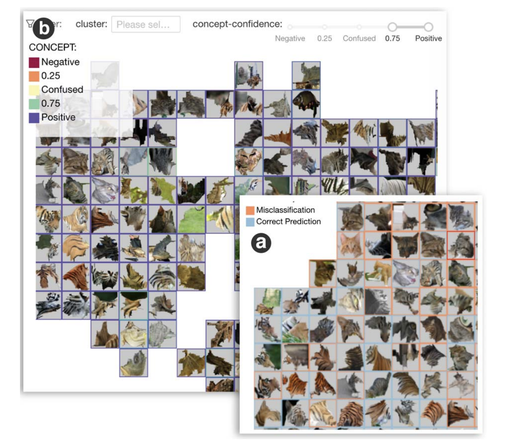 b
cluster: Please sel... concept-confidence:
Negative 0.25 Confused 0.75 Positive
CONCEPT:
Negative
0.25
Confused
0.75
Positive
Misclassification
Correct Prediction
a